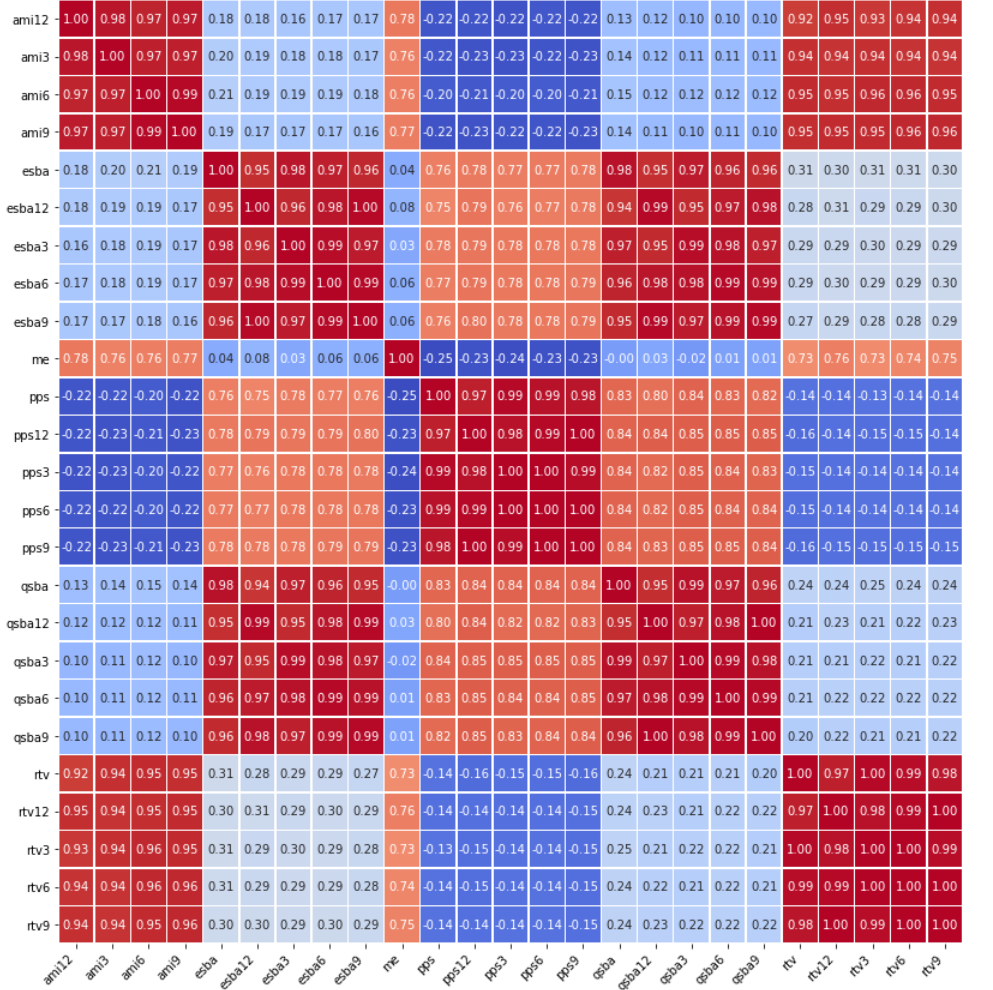 ami12 1.00 0.98 0.97 0.97 0.18 0.18 0.16 0.17 0.17 0.78 -0.22 -0.22 -0.22 -0.22 -0.22 0.13 0.12 0.10 0.10 0.10 0.92 0.95 0.93 0.94 0.94
ami3 0.98 1.00 0.97 0.97 0.20 0.19 0.18 0.18 0.17 0.76 -0.22 -0.23 -0.23 -0.22 -0.23 0.14 0.12 0.11 0.11 0.11 0.94 0.94 0.94 0.94 0.94
ami6 0.97 0.97 1.00 0.99 0.21 0.19 0.19 0.19 0.18 0.76 -0.20 -0.21 -0.20 -0.20 -0.21 0.15 0.12 0.12 0.12 0.12 0.95 0.95 0.96 0.96 0.95
ami9 0.97 0.97 0.99 1.00 0.19 0.17 0.17 0.17 0.16 0.77 -0.22 -0.23 -0.22 -0.22 -0.23 0.14 0.11 0.10 0.11 0.10 0.95 0.95 0.95 0.96 0.96
esba 0.18 0.20 0.21 0.19 1.00 0.95 0.98 0.97 0.96 0.04 0.76 0.78 0.77 0.77 0.78 0.98 0.95 0.97 0.96 0.96 0.31 0.30 0.31 0.31 0.30
esba12 0.18 0.19 0.19 0.17 0.95 1.00 0.96 0.98 1.00 0.08 0.75 0.79 0.76 0.77 0.78 0.94 0.99 0.95 0.97 0.98 0.28 0.31 0.29 0.29 0.30
esba3 0.16 0.18 0.19 0.17 0.98 0.96 1.00 0.99 0.97 0.03 0.78 0.79 0.78 0.78 0.78 0.97 0.95 0.99 0.98 0.97 0.29 0.29 0.30 0.29 0.29
esba6 0.17 0.18 0.19 0.17 0.97 0.98 0.99 1.00 0.99 0.06 0.77 0.79 0.78 0.78 0.79 0.96 0.98 0.98 0.99 0.99 0.29 0.30 0.29 0.29 0.30
esba9 0.17 0.17 0.18 0.16 0.96 1.00 0.97 0.99 1.00 0.06 0.76 0.80 0.78 0.78 0.79 0.95 0.99 0.97 0.99 0.99 0.27 0.29 0.28 0.28 0.29
me 0.78 0.76 0.76 0.77 0.04 0.08 0.03 0.06 0.06 1.00 -0.25 -0.23 -0.24 -0.23 -0.23 -0.00 0.03 -0.02 0.01 0.01 0.73 0.76 0.73 0.74 0.75
pps -0.22 -0.22 -0.20 -0.22 0.76 0.75 0.78 0.77 0.76 -0.25 1.00 0.97 0.99 0.99 0.98 0.83 0.80 0.84 0.83 0.82 -0.14 -0.14 -0.13 -0.14 -0.14
pps12 -0.22 -0.23 -0.21 -0.23 0.78 0.79 0.79 0.79 0.80 -0.23 0.97 1.00 0.98 0.99 1.00 0.84 0.84 0.85 0.85 0.85 -0.16 -0.14 -0.15 -0.15 -0.14
pps3 -0.22 -0.23 -0.20 -0.22 0.77 0.76 0.78 0.78 0.78 -0.24 0.99 0.98 1.00 1.00 0.99 0.84 0.82 0.85 0.84 0.83 -0.15 -0.14 -0.14 -0.14 -0.14
pps6 -0.22 -0.22 -0.20 -0.22 0.77 0.77 0.78 0.78 0.78 -0.23 0.99 0.99 1.00 1.00 1.00 0.84 0.82 0.85 0.84 0.84 -0.15 -0.14 -0.14 -0.14 -0.14
pps9 -0.22 -0.23 -0.21 -0.23 0.78 0.78 0.78 0.79 0.79 -0.23 0.98 1.00 0.99 1.00 1.00 0.84 0.83 0.85 0.85 0.84 -0.16 -0.15 -0.15 -0.15 -0.15
qsba 0.13 0.14 0.15 0.14 0.98 0.94 0.97 0.96 0.95 -0.00 0.83 0.84 0.84 0.84 0.84 1.00 0.95 0.99 0.97 0.96 0.24 0.24 0.25 0.24 0.24
qsba12 0.12 0.12 0.12 0.11 0.95 0.99 0.95 0.98 0.99 0.03 0.80 0.84 0.82 0.82 0.83 0.95 1.00 0.97 0.98 1.00 0.21 0.23 0.21 0.22 0.23
qsba3 0.10 0.11 0.12 0.10 0.97 0.95 0.99 0.98 0.97 -0.02 0.84 0.85 0.85 0.85 0.85 0.99 0.97 1.00 0.99 0.98 0.21 0.21 0.22 0.21 0.22
qsba6 0.10 0.11 0.12 0.11 0.96 0.97 0.98 0.99 0.99 0.01 0.83 0.85 0.84 0.84 0.85 0.97 0.98 0.99 1.00 0.99 0.21 0.22 0.22 0.22 0.22
qsba9 0.10 0.11 0.12 0.10 0.96 0.98 0.97 0.99 0.99 0.01 0.82 0.85 0.83 0.84 0.84 0.96 1.00 0.98 0.99 1.00 0.20 0.22 0.21 0.21 0.22
rtv 0.92 0.94 0.95 0.95 0.31 0.28 0.29 0.29 0.27 0.73 -0.14 -0.16 -0.15 -0.15 -0.16 0.24 0.21 0.21 0.21 0.20 1.00 0.97 1.00 0.99 0.98
rtv12 0.95 0.94 0.95 0.95 0.30 0.31 0.29 0.30 0.29 0.76 -0.14 -0.14 -0.14 -0.14 -0.15 0.24 0.23 0.21 0.22 0.22 0.97 1.00 0.98 0.99 1.00
rtv3 0.93 0.94 0.96 0.95 0.31 0.29 0.30 0.29 0.28 0.73 -0.13 -0.15 -0.14 -0.14 -0.15 0.25 0.21 0.22 0.22 0.21 1.00 0.98 1.00 1.00 0.99
rtv6 0.94 0.94 0.96 0.96 0.31 0.29 0.29 0.29 0.28 0.74 -0.14 -0.15 -0.14 -0.14 -0.15 0.24 0.22 0.21 0.22 0.21 0.99 0.99 1.00 1.00 1.00
rtv9 0.94 0.94 0.95 0.96 0.30 0.30 0.29 0.30 0.29 0.75 -0.14 -0.14 -0.14 -0.14 -0.15 0.24 0.23 0.22 0.22 0.22 0.98 1.00 0.99 1.00 1.00
ami12 ami3 ami6 ami9 esba esba12 esba3 esba6 esba9 me pps pps12 pps3 pps6 pps9 qsba qsba12 qsba3 qsba6 qsba9 rtv rtv12 rtv3 rtv6 rtv9